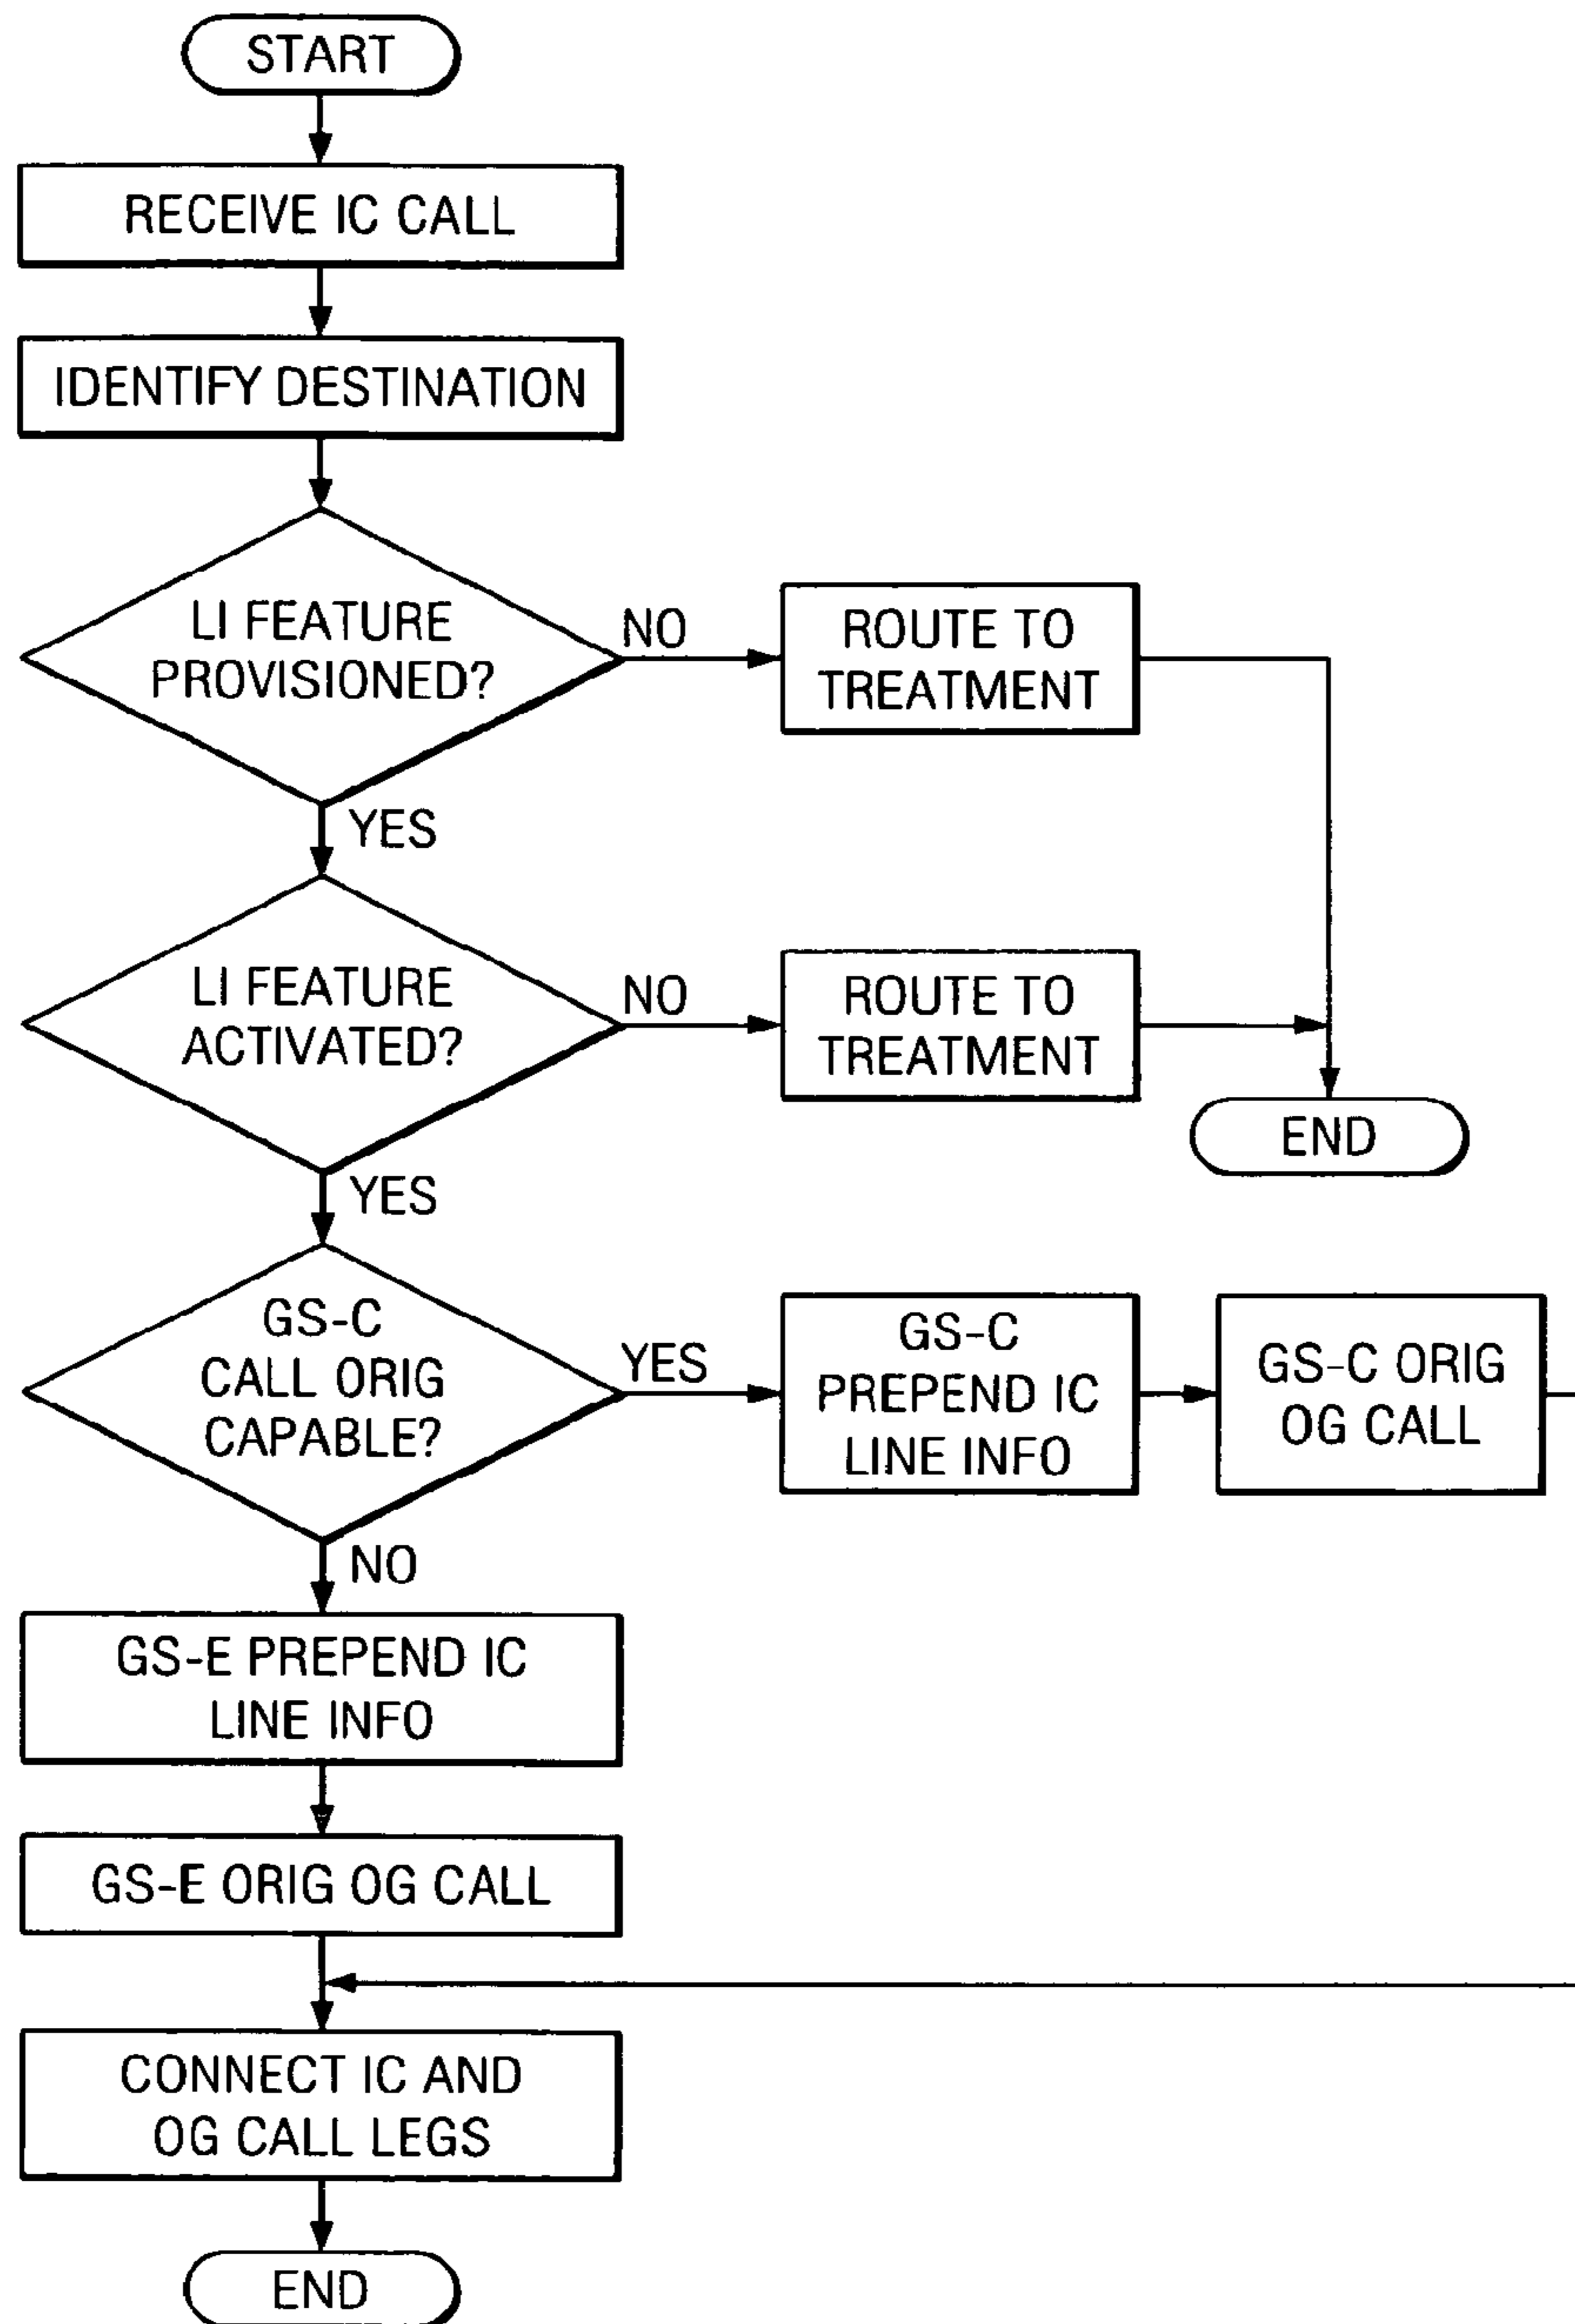 START
RECEIVE IC CALL
IDENTIFY DESTINATION
LI FEATURE
PROVISIONED?
NO
ROUTE TO
TREATMENT
YES
LI FEATURE
ACTIVATED?
NO
ROUTE TO
TREATMENT
END
YES
GS-C
CALL ORIG
CAPABLE?
YES
GS-C
PREPEND IC
LINE INFO
GS-C ORIG
OG CALL
NO
GS-E PREPEND IC
LINE INFO
GS-E ORIG OG CALL
CONNECT IC AND
OG CALL LEGS
END